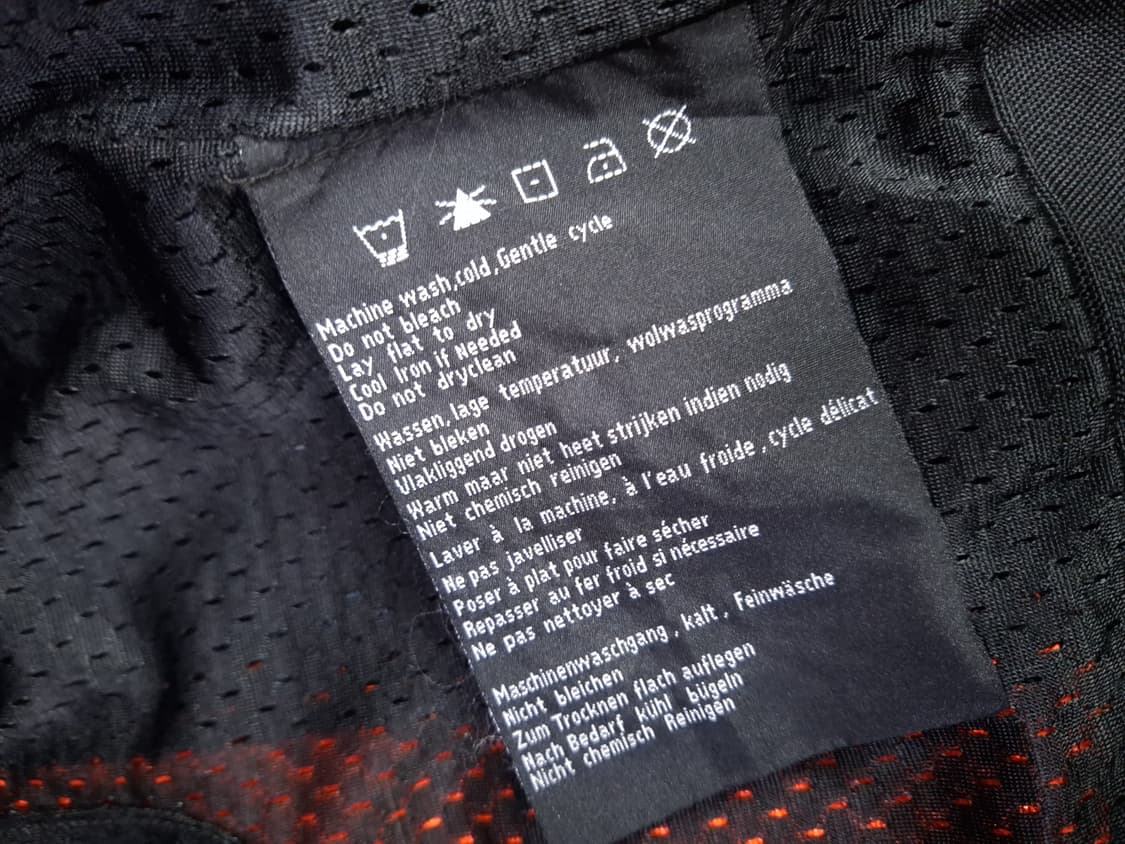 Machine wash,cold,Gentle cycle
Do not bleach
Lay flat to dry
Cool Iron if Needed
Do not dryclean
Wassen, lage temperatuur, wolwasprogramma
Niet bleken
Vlakliggend drogen
Warm maar niet heet strijken indien nodig
Niet chemisch reinigen
Laver à la machine, à l'eau froide, cycle délicat
Ne pas javelliser
Poser à plat pour faire sécher
Repasser au fer froid si nécessaire
Ne pas nettoyer à sec
Maschinenwaschgang, kalt, Feinwäsche
Nicht bleichen
Zum Trocknen flach auflegen
Nach Bedarf kühl bügeln
Nicht chemisch Reinigen